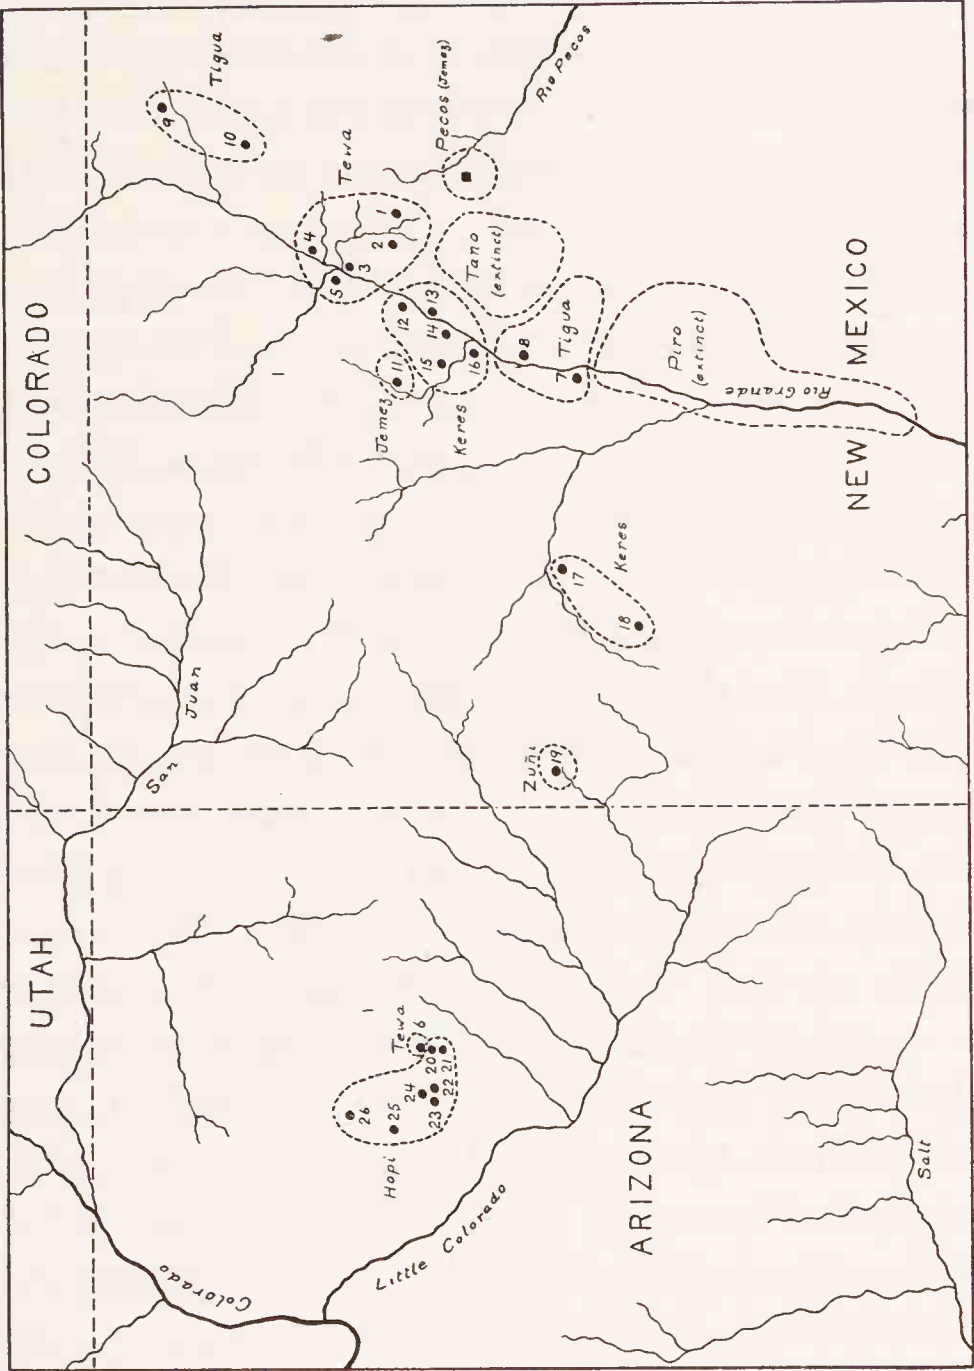 UTAH
COLORADO
Colorado
San
Juan
9
10
Tigua
4
5
3
2
1
Tewa
Pecos (Jemez)
Rio Pecos
Tano
(extinct)
12
13
14
15
16
11
Jemez
Keres
8
7
Tigua
Piro
(extinct)
Rio Grande
NEW MEXICO
17
18
Keres
Zuñi
19
Tewa
6
20
21
22
23
24
25
26
Hopi
Little Colorado
ARIZONA
Salt